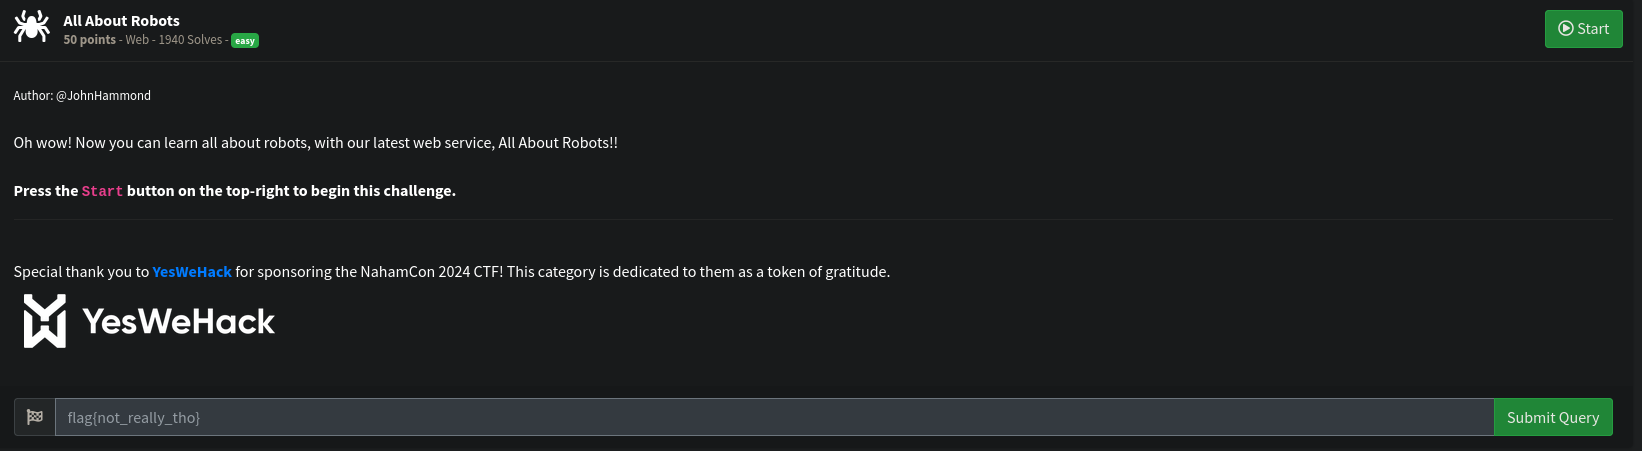 All About Robots
50 points - Web - 1940 Solves - easy
Start
Author: @JohnHammond
Oh wow! Now you can learn all about robots, with our latest web service, All About Robots!!
Press the Start button on the top-right to begin this challenge.
Special thank you to YesWeHack for sponsoring the NahamCon 2024 CTF! This category is dedicated to them as a token of gratitude.
YesWeHack
flag{not_really_tho}
Submit Query